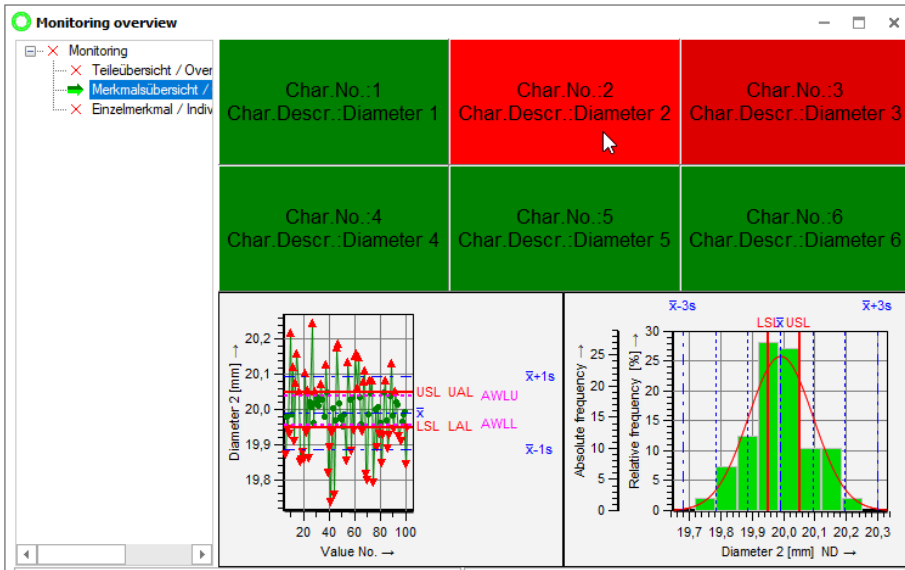 Monitoring overview
Monitoring
Teileübersicht / Over
Merkmalsübersicht /
Einzelmerkmal / Indiv
Char.No.:1
Char.Descr.:Diameter 1
Char.No.:2
Char.Descr.:Diameter 2
Char.No.:3
Char.Descr.:Diameter 3
Char.No.:4
Char.Descr.:Diameter 4
Char.No.:5
Char.Descr.:Diameter 5
Char.No.:6
Char.Descr.:Diameter 6
Diameter 2 [mm] →
20,2
20,1
20,0
19,9
19,8
x̅+1s
USL UAL AWLU
x̅
LSL LAL AWLL
x̅-1s
20 40 60 80 100
Value No. →
x̅-3s x̅+3s
LSL x̅ USL
Absolute frequency →
25
20
15
10
5
0
Relative frequency [%] →
30
25
20
15
10
5
0
19,7 19,8 19,9 20,0 20,1 20,2 20,3
Diameter 2 [mm] ND →